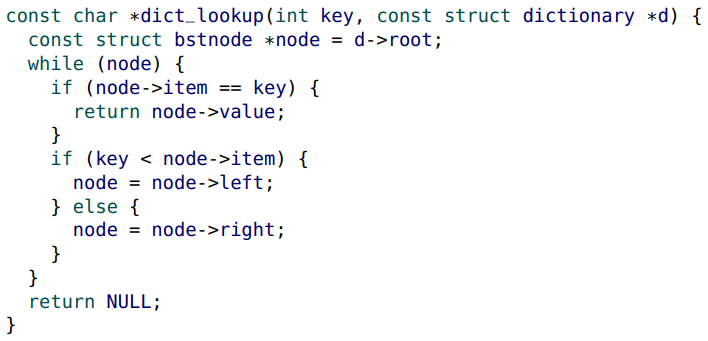 const char *dict_lookup(int key, const struct dictionary *d) {
  const struct bstnode *node = d->root;
  while (node) {
    if (node->item == key) {
      return node->value;
    }
    if (key < node->item) {
      node = node->left;
    } else {
      node = node->right;
    }
  }
  return NULL;
}